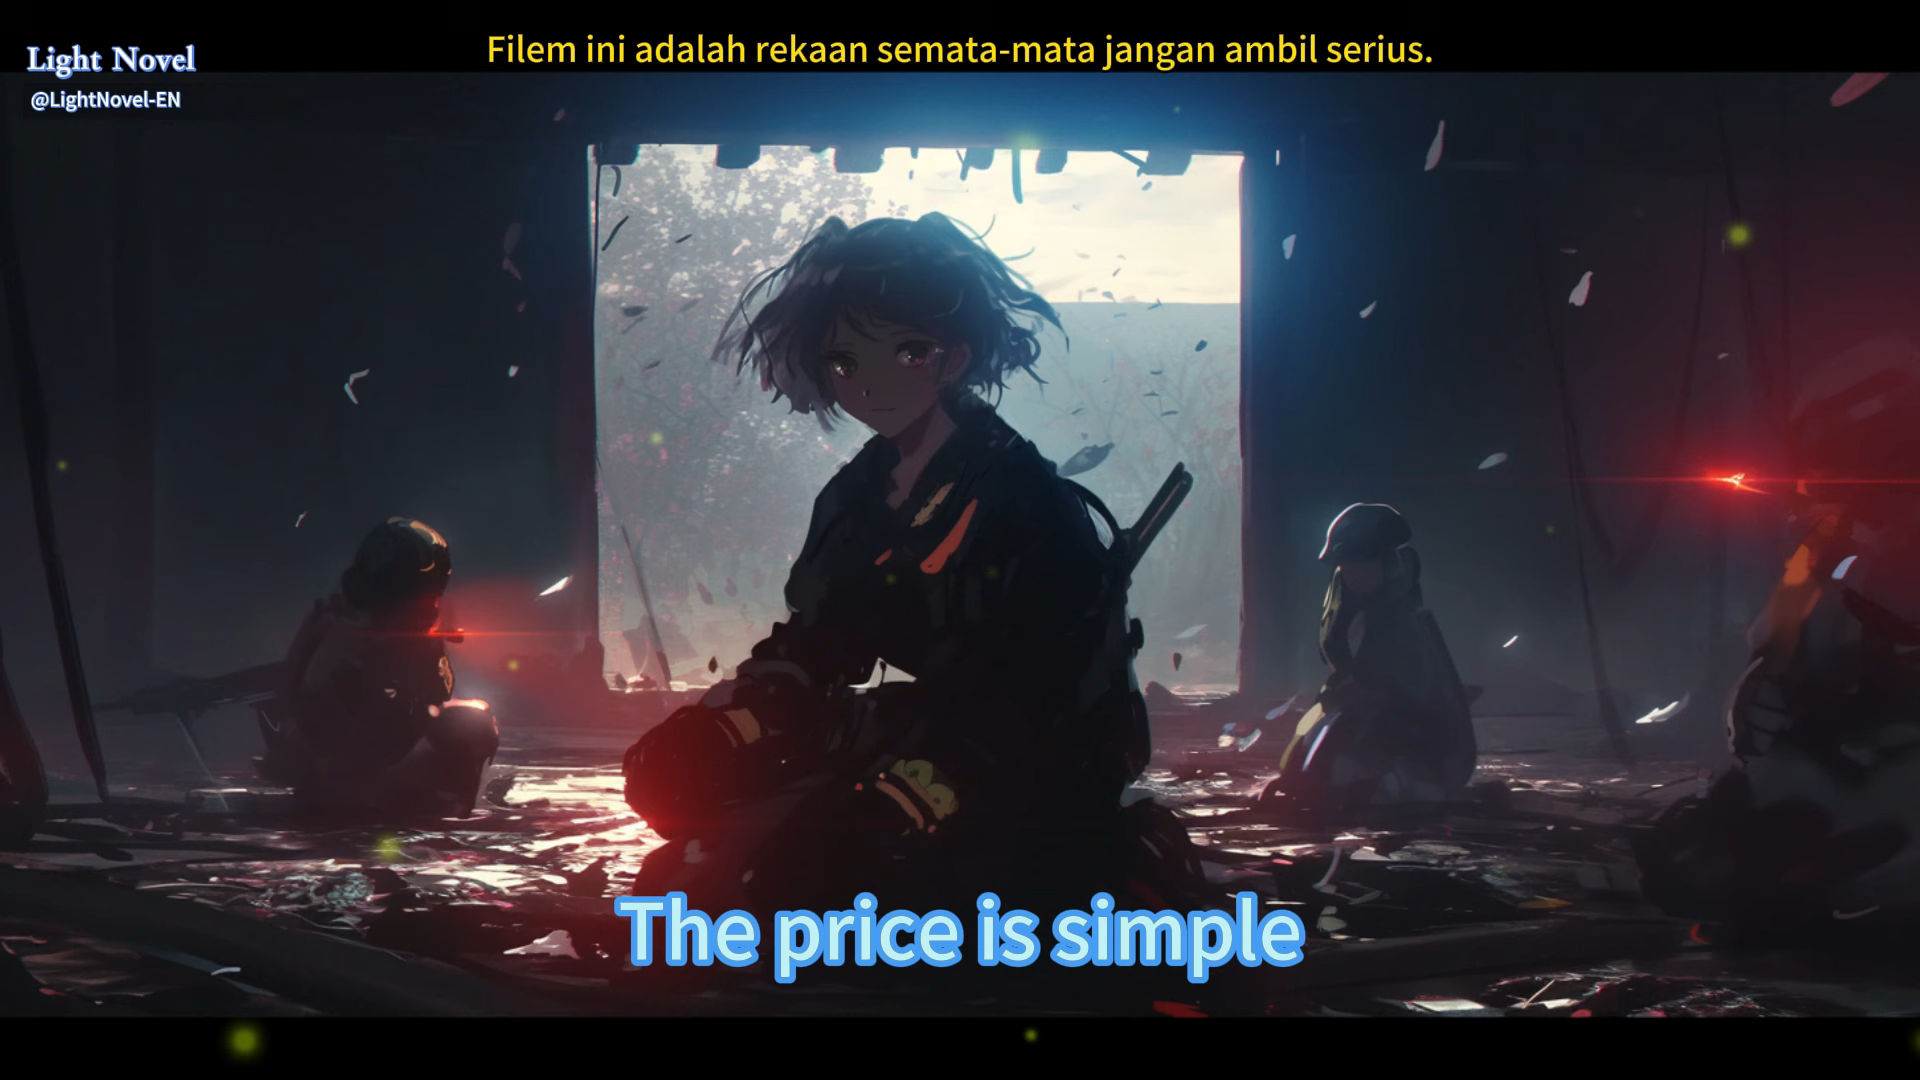 Filem ini adalah rekaan semata-mata jangan ambil serius.
Light Novel
@LightNovel-EN
The price is simple